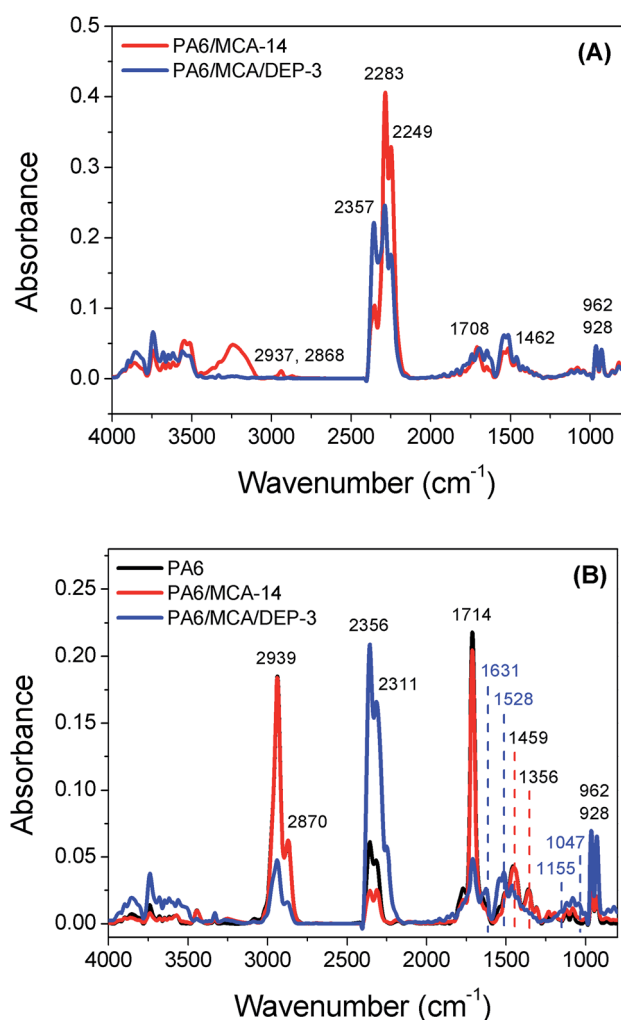 (A)
PA6/MCA-14
PA6/MCA/DEP-3
0.5
0.4
0.3
0.2
0.1
0.0
Absorbance
2283
2249
2357
2937, 2868
1708
1462
962
928
4000 3500 3000 2500 2000 1500 1000
Wavenumber (cm⁻¹)
(B)
PA6
PA6/MCA-14
PA6/MCA/DEP-3
0.25
0.20
0.15
0.10
0.05
0.00
Absorbance
2939
2870
2356
2311
1714
1631
1528
1459
1356
962
928
1047
1155
4000 3500 3000 2500 2000 1500 1000
Wavenumber (cm⁻¹)